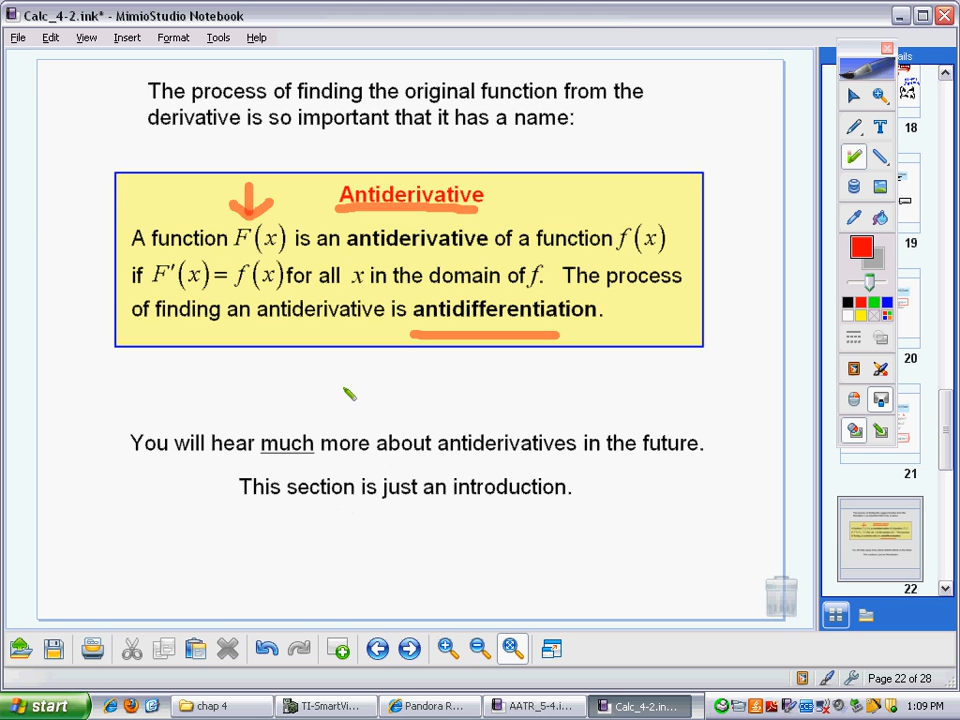 Calc_4-2.ink* - MimioStudio Notebook
File Edit View Insert Format Tools Help
ails
The process of finding the original function from the
derivative is so important that it has a name:
Antiderivative
A function F(x) is an antiderivative of a function f(x)
if F′(x) = f(x) for all x in the domain of f. The process
of finding an antiderivative is antidifferentiation.
You will hear much more about antiderivatives in the future.
This section is just an introduction.
18
19
20
21
22
Page 22 of 28
start chap 4 TI-SmartVi... Pandora R... AATR_5-4.i... Calc_4-2.in... 1:09 PM